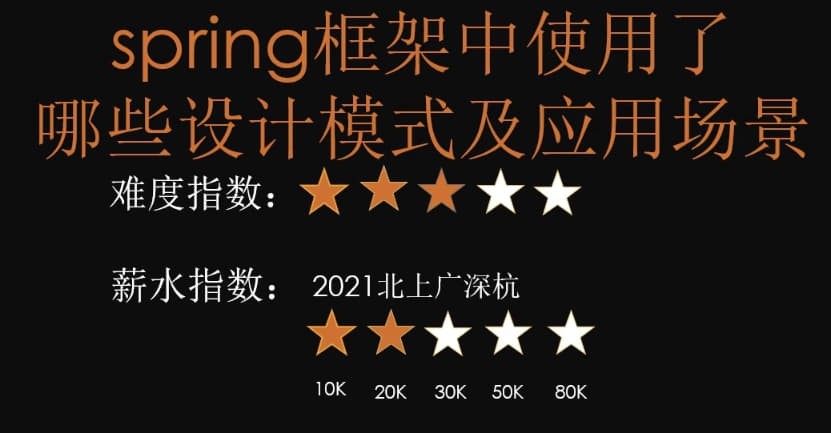 spring框架中使用了
哪些设计模式及应用场景
难度指数：
薪水指数： 2021北上广深杭
10K 20K 30K 50K 80K